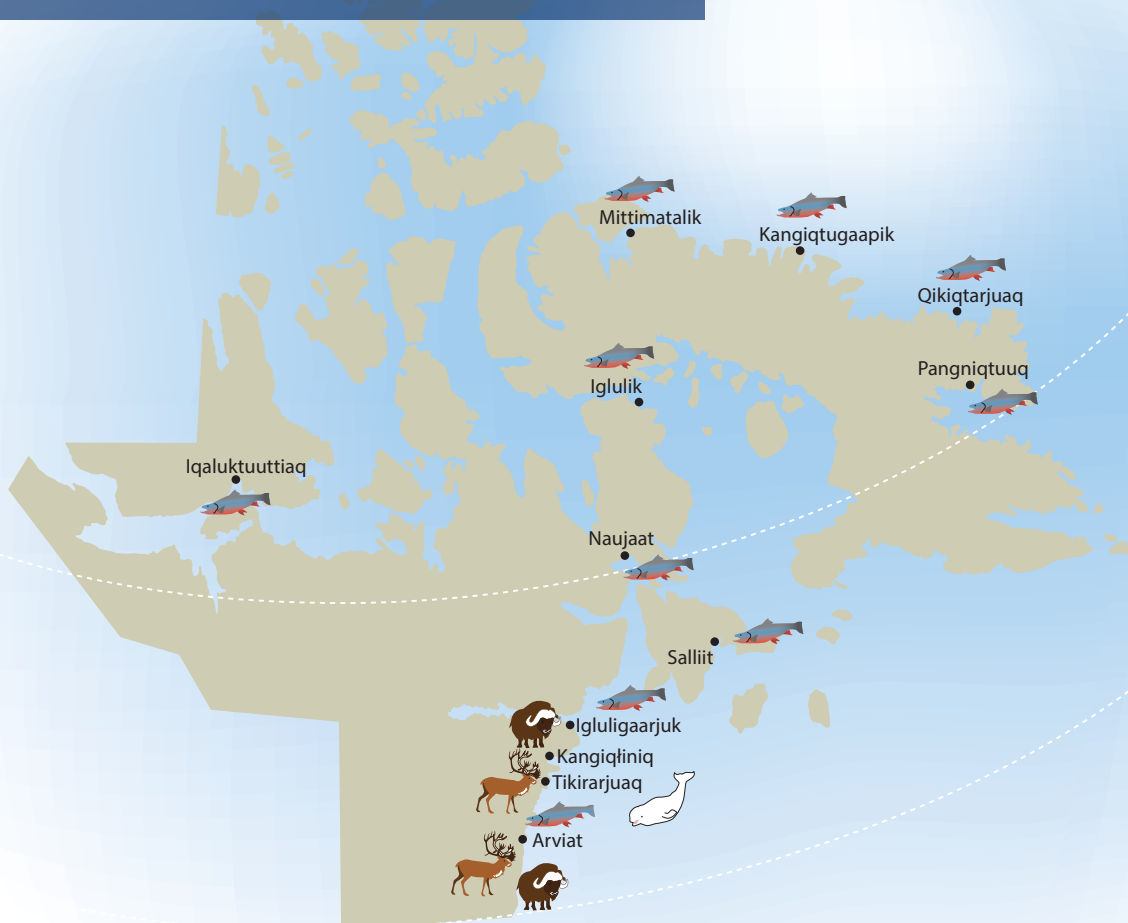 Mittimatalik
Kangiqtugaapik
Qikiqtarjuaq
Pangniqtuuq
Iglulik
Iqaluktuuttiaq
Naujaat
Salliit
Igluligaarjuk
Kangiqłiniq
Tikirarjuaq
Arviat